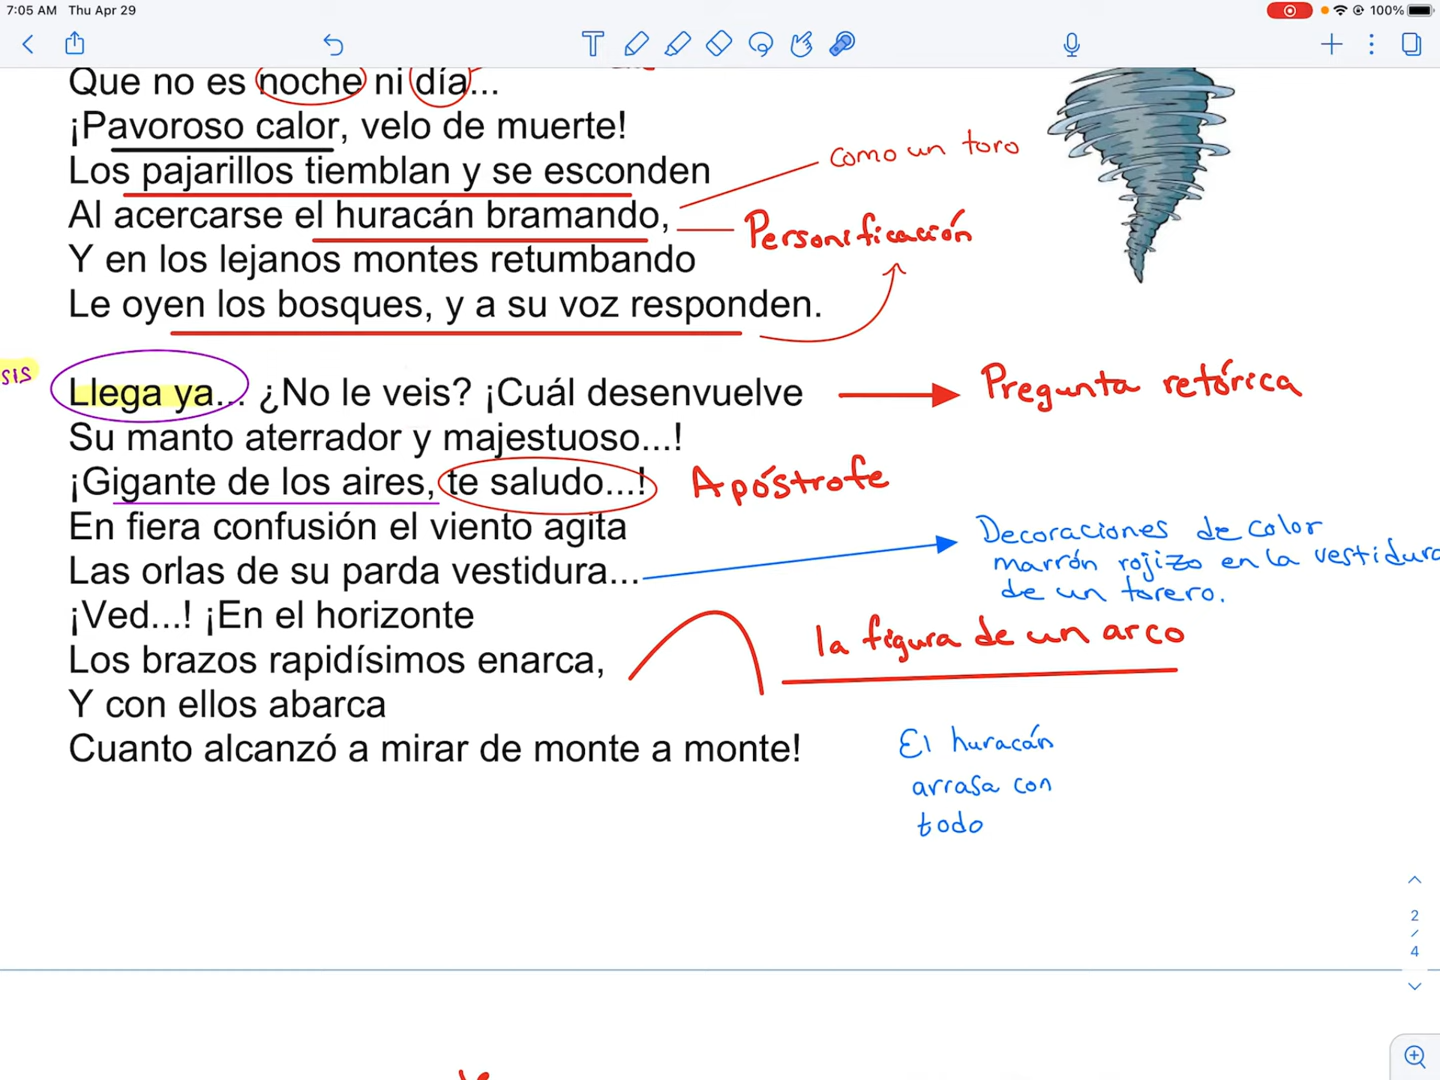 7:05 AM Thu Apr 29
100%
Que no es noche ni día...
¡Pavoroso calor, velo de muerte!
como un toro
Los pajarillos tiemblan y se esconden
Al acercarse el huracán bramando,
Personificación
Y en los lejanos montes retumbando
Le oyen los bosques, y a su voz responden.
sis
Llega ya... ¿No le veis? ¡Cuál desenvuelve
Pregunta retórica
Su manto aterrador y majestuoso...!
¡Gigante de los aires, te saludo...!
Apóstrofe
En fiera confusión el viento agita
Las orlas de su parda vestidura...
Decoraciones de color
marrón rojizo en la vestidura
de un torero.
¡Ved...! ¡En el horizonte
la figura de un arco
Los brazos rapidísimos enarca,
Y con ellos abarca
Cuanto alcanzó a mirar de monte a monte!
El huracán
arrasa con
todo
2
/
4